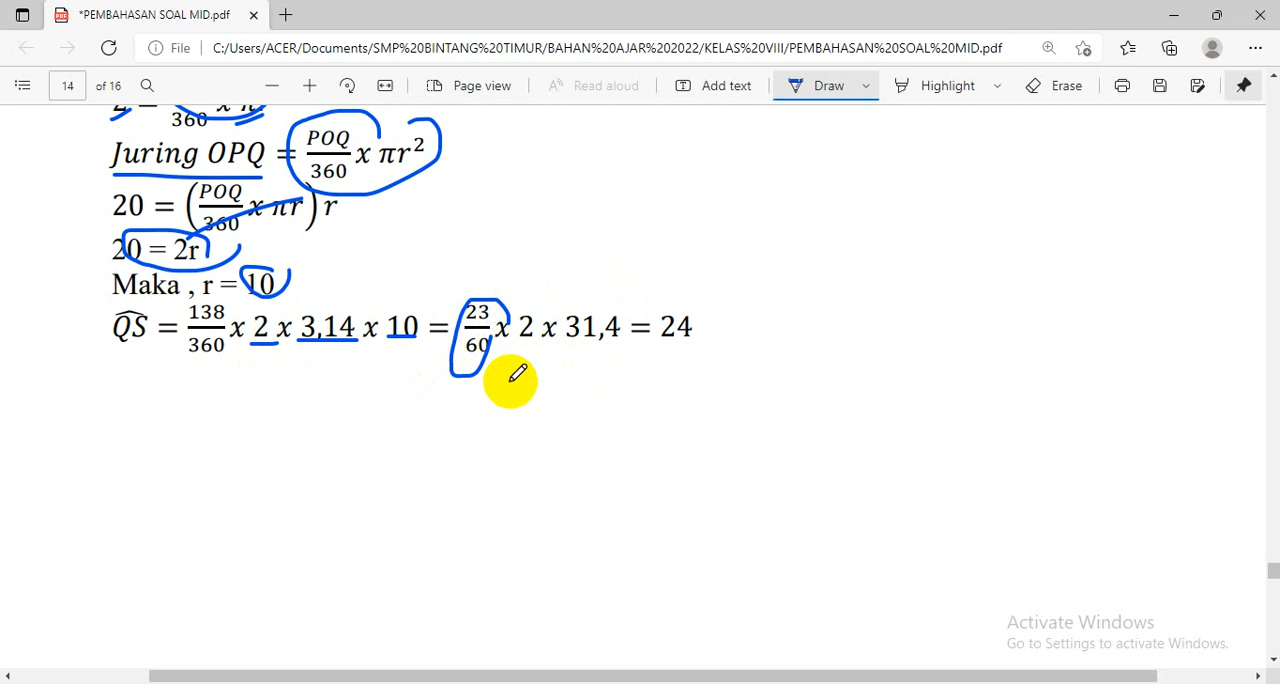 *PEMBAHASAN SOAL MID.pdf
File C:/Users/ACER/Documents/SMP%20BINTANG%20TIMUR/BAHAN%20AJAR%202022/KELAS%20VIII/PEMBAHASAN%20SOAL%20MID.pdf
14 of 16 Page view Read aloud Add text Draw Highlight Erase
2 = /360 x πr
Juring OPQ = POQ/360 x πr²
20 = (POQ/360 x πr) r
20 = 2r
Maka , r = 10
Q͡S = 138/360 x 2 x 3,14 x 10 = 23/60 x 2 x 31,4 = 24
Activate Windows
Go to Settings to activate Windows.